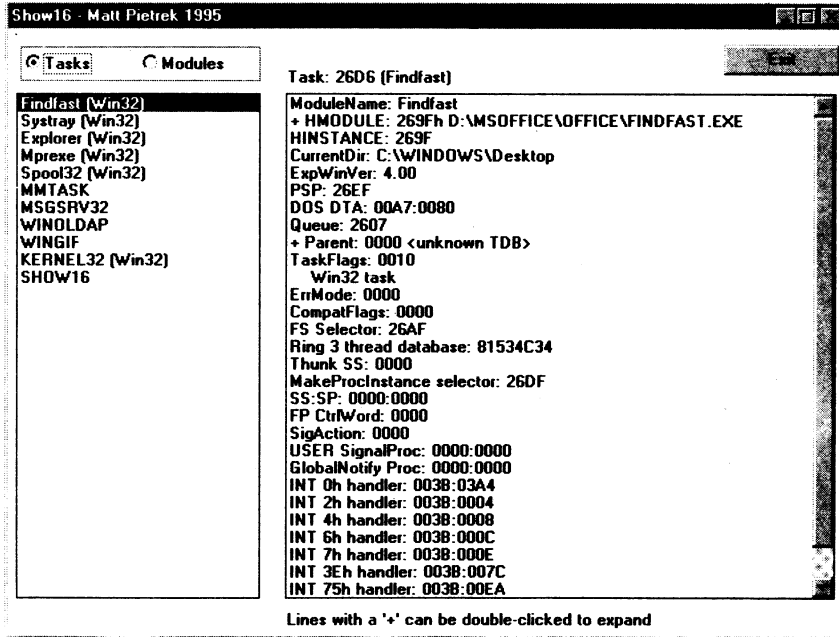 Show16 - Matt Pietrek 1995
Tasks
Modules
Exit
Findfast (Win32)
Systray (Win32)
Explorer (Win32)
Mprexe (Win32)
Spool32 (Win32)
MMTASK
MSGSRV32
WINOLDAP
WINGIF
KERNEL32 (Win32)
SHOW16
Task: 26D6 (Findfast)
ModuleName: Findfast
+ HMODULE: 269Fh D:\MSOFFICE\OFFICE\FINDFAST.EXE
HINSTANCE: 269F
CurrentDir: C:\WINDOWS\Desktop
ExpWinVer: 4.00
PSP: 26EF
DOS DTA: 00A7:0080
Queue: 2607
+ Parent: 0000 <unknown TDB>
TaskFlags: 0010
Win32 task
ErrMode: 0000
CompatFlags: 0000
FS Selector: 26AF
Ring 3 thread database: 81534C34
Thunk SS: 0000
MakeProcInstance selector: 26DF
SS:SP: 0000:0000
FP CtrlWord: 0000
SigAction: 0000
USER SignalProc: 0000:0000
GlobalNotify Proc: 0000:0000
INT 0h handler: 003B:03A4
INT 2h handler: 003B:0004
INT 4h handler: 003B:0008
INT 6h handler: 003B:000C
INT 7h handler: 003B:000E
INT 3Eh handler: 003B:007C
INT 75h handler: 003B:00EA
Lines with a '+' can be double-clicked to expand